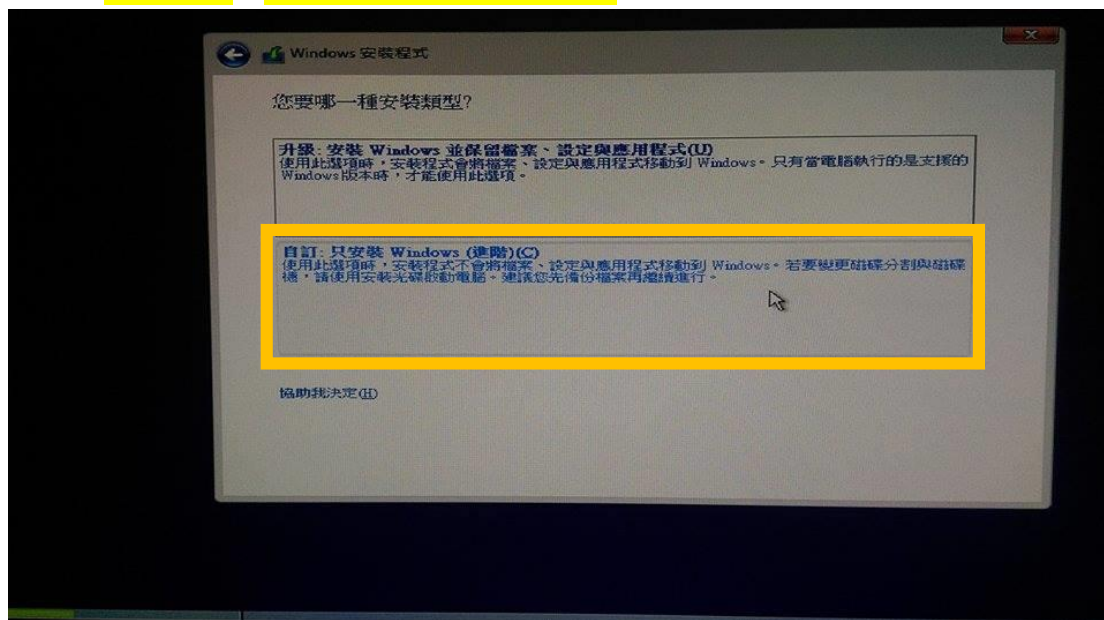 Windows 安裝程式
您要哪一種安裝類型?
升級: 安裝 Windows 並保留檔案、設定與應用程式(U)
使用此選項時,安裝程式會將檔案、設定與應用程式移動到 Windows。只有當電腦執行的是支援的
Windows 版本時,才能使用此選項。
自訂: 只安裝 Windows (進階)(C)
使用此選項時,安裝程式不會將檔案、設定與應用程式移動到 Windows。若要變更磁碟分割與磁碟
機,請使用安裝光碟啟動電腦。建議您先備份檔案再繼續進行。
協助我決定(H)